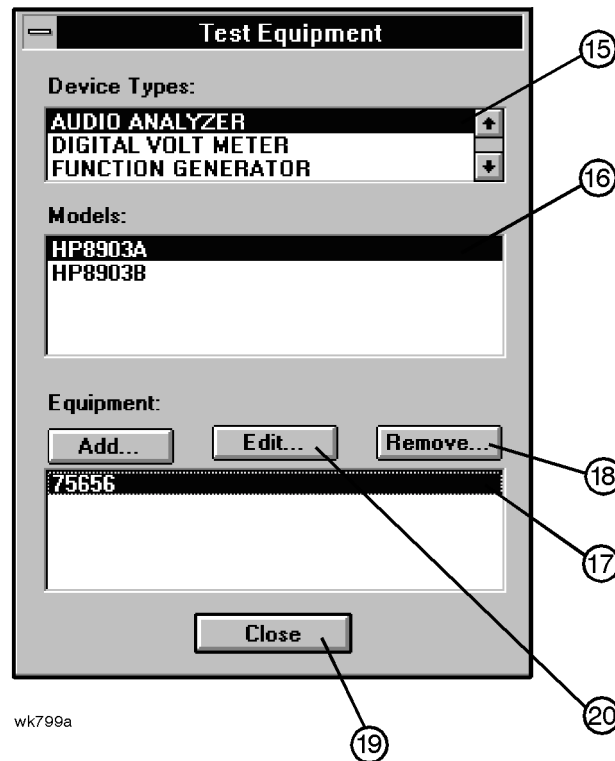 Test Equipment
15
Device Types:
AUDIO ANALYZER
DIGITAL VOLT METER
FUNCTION GENERATOR
16
Models:
HP8903A
HP8903B
Equipment:
Add... Edit... Remove...
18
75656
17
Close
wk799a
19
20